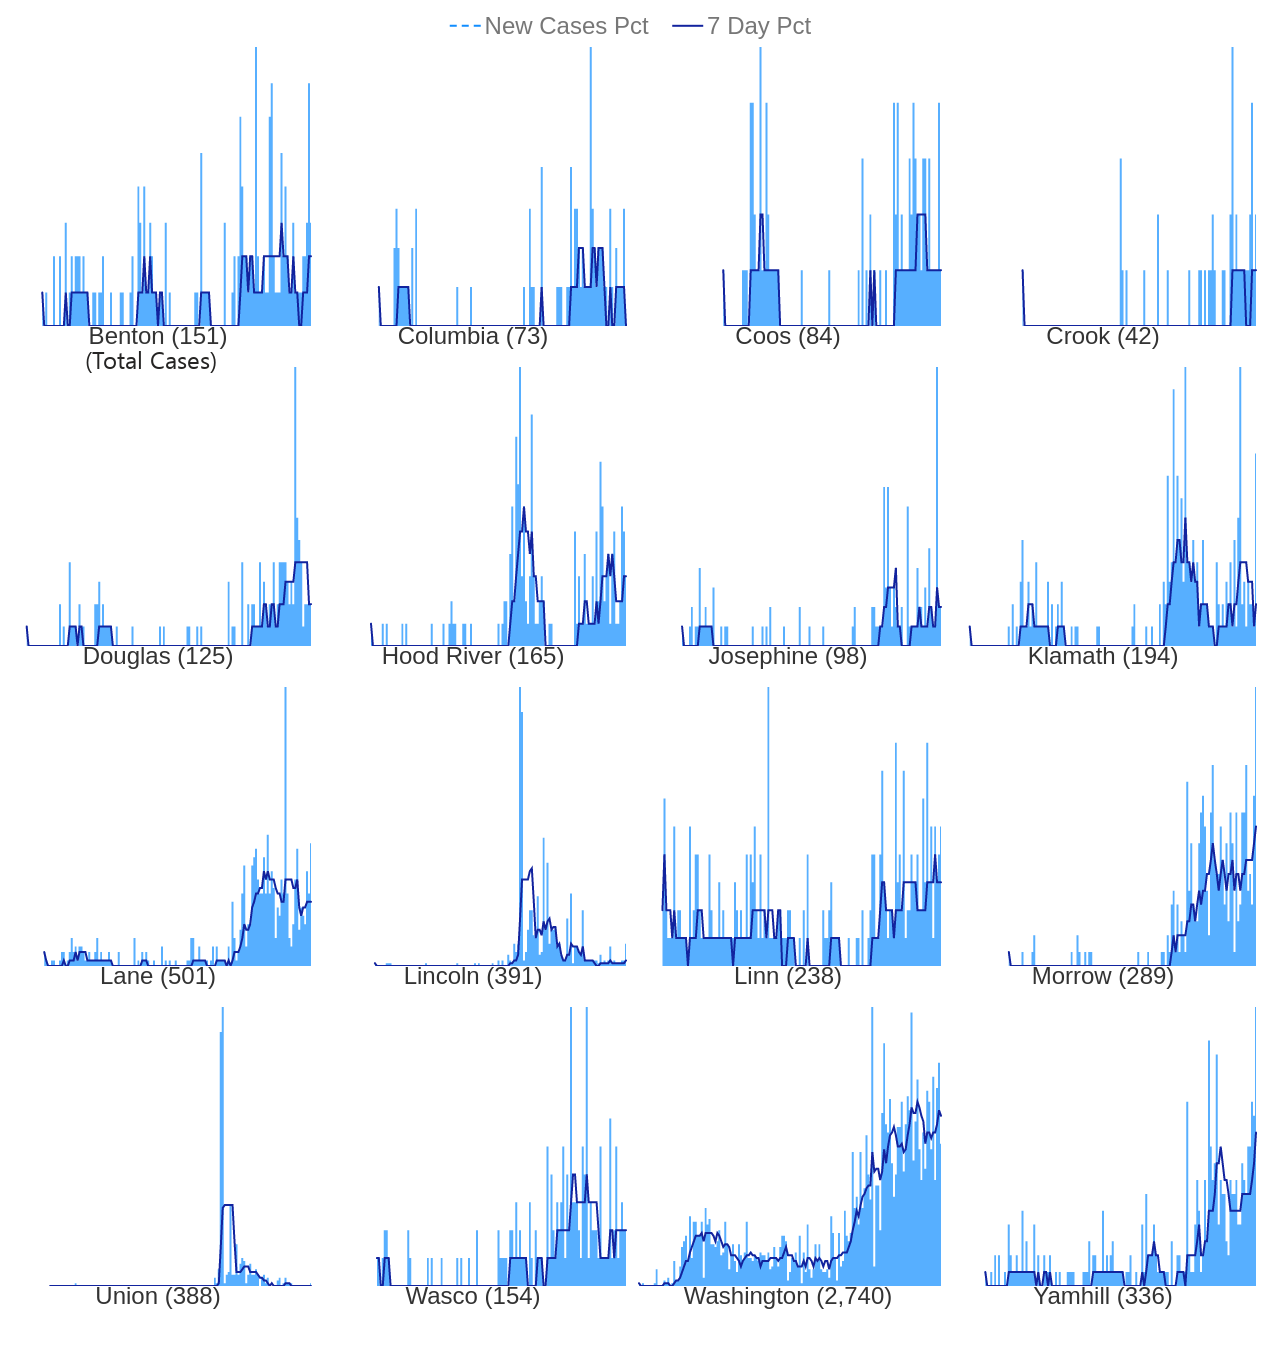 New Cases Pct 7 Day Pct
Benton (151) Columbia (73) Coos (84) Crook (42)
(Total Cases)
Douglas (125) Hood River (165) Josephine (98) Klamath (194)
Lane (501) Lincoln (391) Linn (238) Morrow (289)
Union (388) Wasco (154) Washington (2,740) Yamhill (336)